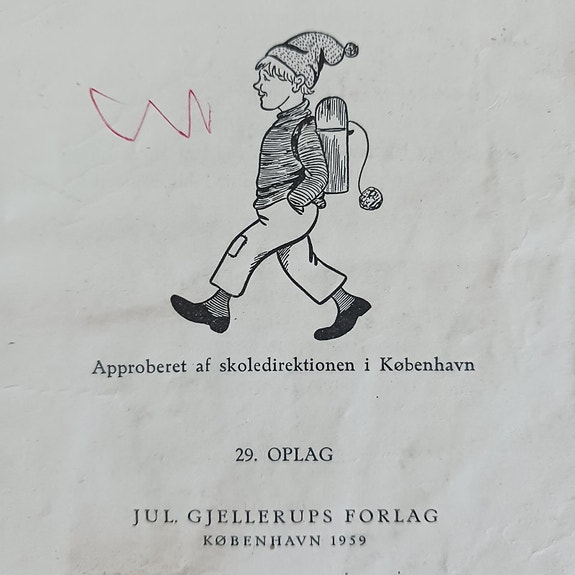 Approberet af skoledirektionen i København
29. OPLAG
JUL. GJELLERUPS FORLAG
KØBENHAVN 1959